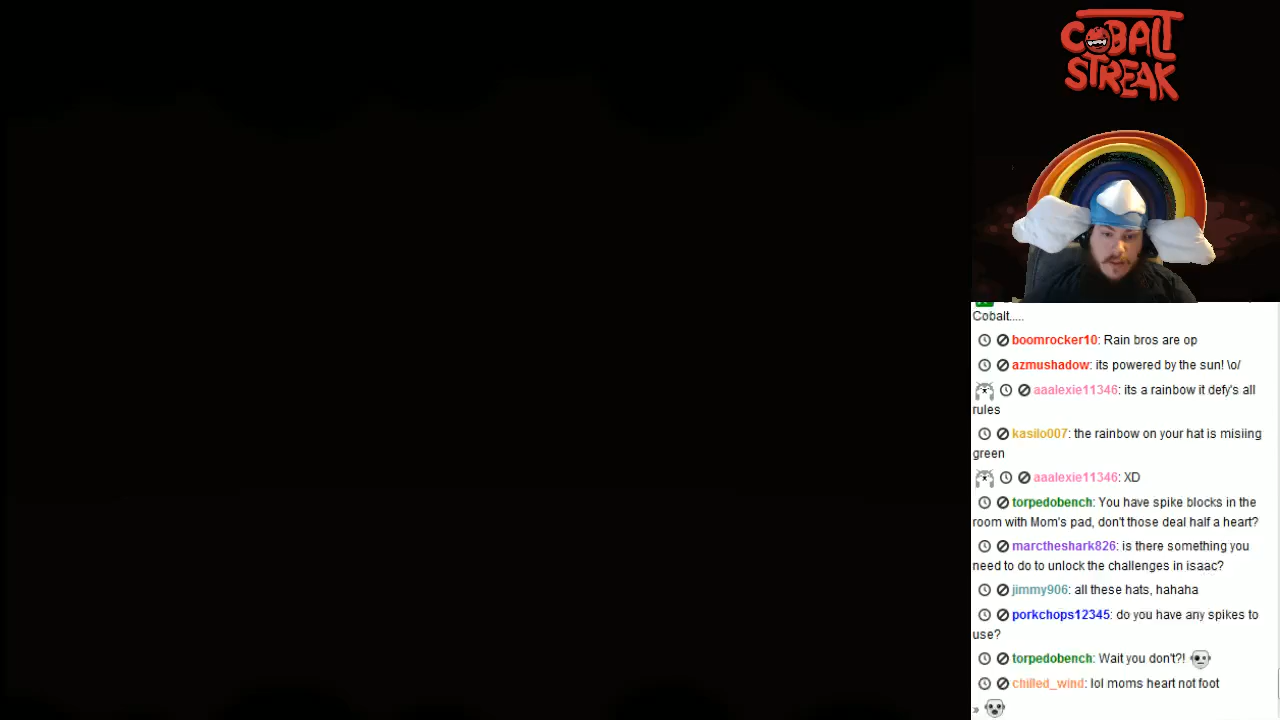 COBALT
STREAK
Cobalt.....
boomrocker10: Rain bros are op
azmushadow: its powered by the sun! \o/
aaalexie11346: its a rainbow it defy's all
rules
kasilo007: the rainbow on your hat is misiing
green
aaalexie11346: XD
torpedobench: You have spike blocks in the
room with Mom's pad, don't those deal half a heart?
marctheshark826: is there something you
need to do to unlock the challenges in isaac?
jimmy906: all these hats, hahaha
porkchops12345: do you have any spikes to
use?
torpedobench: Wait you don't?!
chilled_wind: lol moms heart not foot
»